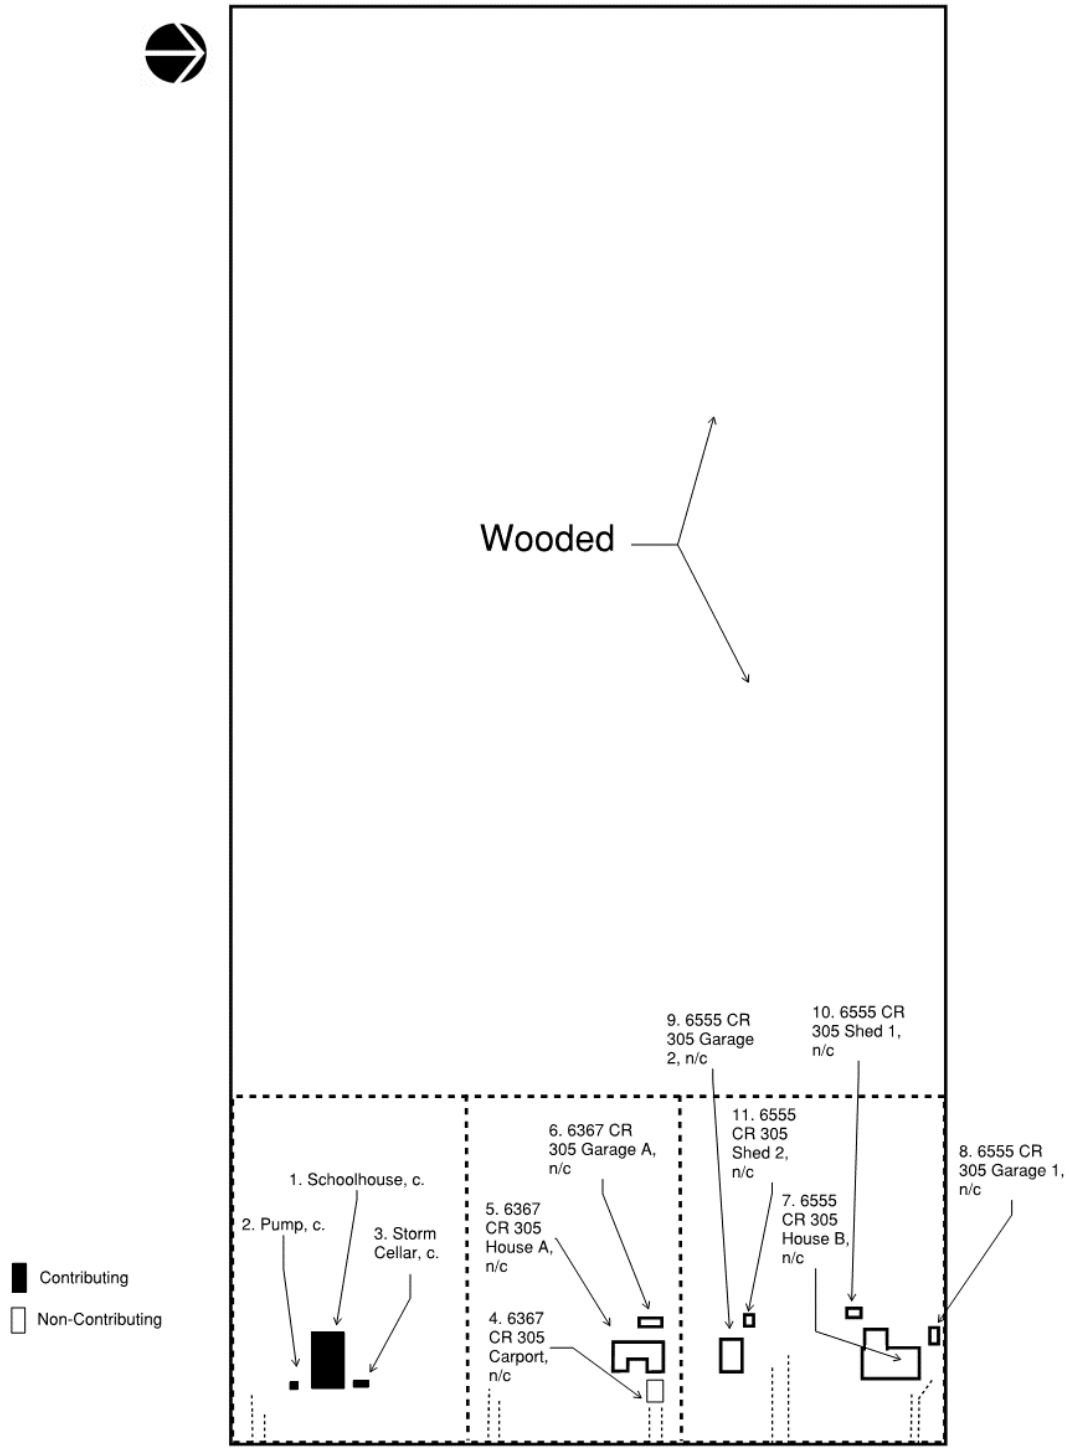 Wooded
9. 6555 CR
305 Garage
2, n/c
10. 6555 CR
305 Shed 1,
n/c
11. 6555
CR 305
Shed 2,
n/c
6. 6367 CR
305 Garage A,
n/c
8. 6555 CR
305 Garage 1,
n/c
1. Schoolhouse, c.
7. 6555
CR 305
House B,
n/c
5. 6367
CR 305
House A,
n/c
2. Pump, c.
3. Storm
Cellar, c.
4. 6367
CR 305
Carport,
n/c
Contributing
Non-Contributing